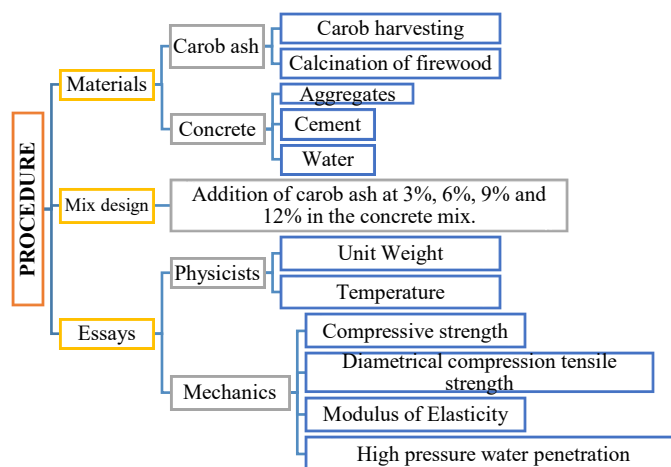 PROCEDURE
Materials
Carob ash
Carob harvesting
Calcination of firewood
Concrete
Aggregates
Cement
Water
Mix design
Addition of carob ash at 3%, 6%, 9% and
12% in the concrete mix.
Essays
Physicists
Unit Weight
Temperature
Mechanics
Compressive strength
Diametrical compression tensile
strength
Modulus of Elasticity
High pressure water penetration